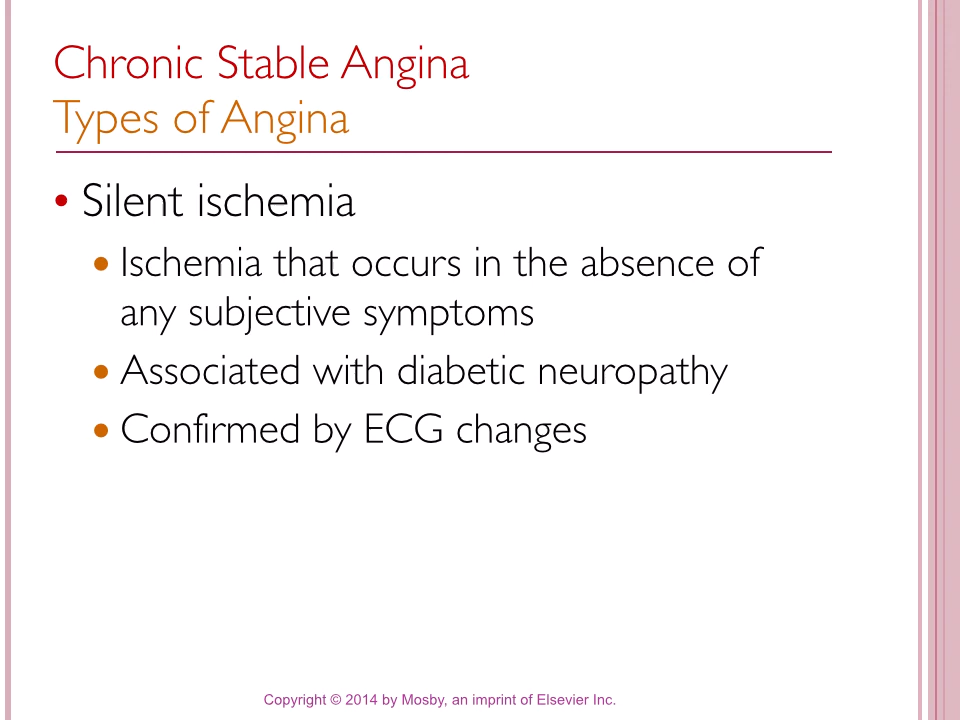 Chronic Stable Angina
Types of Angina
• Silent ischemia
• Ischemia that occurs in the absence of
any subjective symptoms
• Associated with diabetic neuropathy
• Confirmed by ECG changes
Copyright © 2014 by Mosby, an imprint of Elsevier Inc.